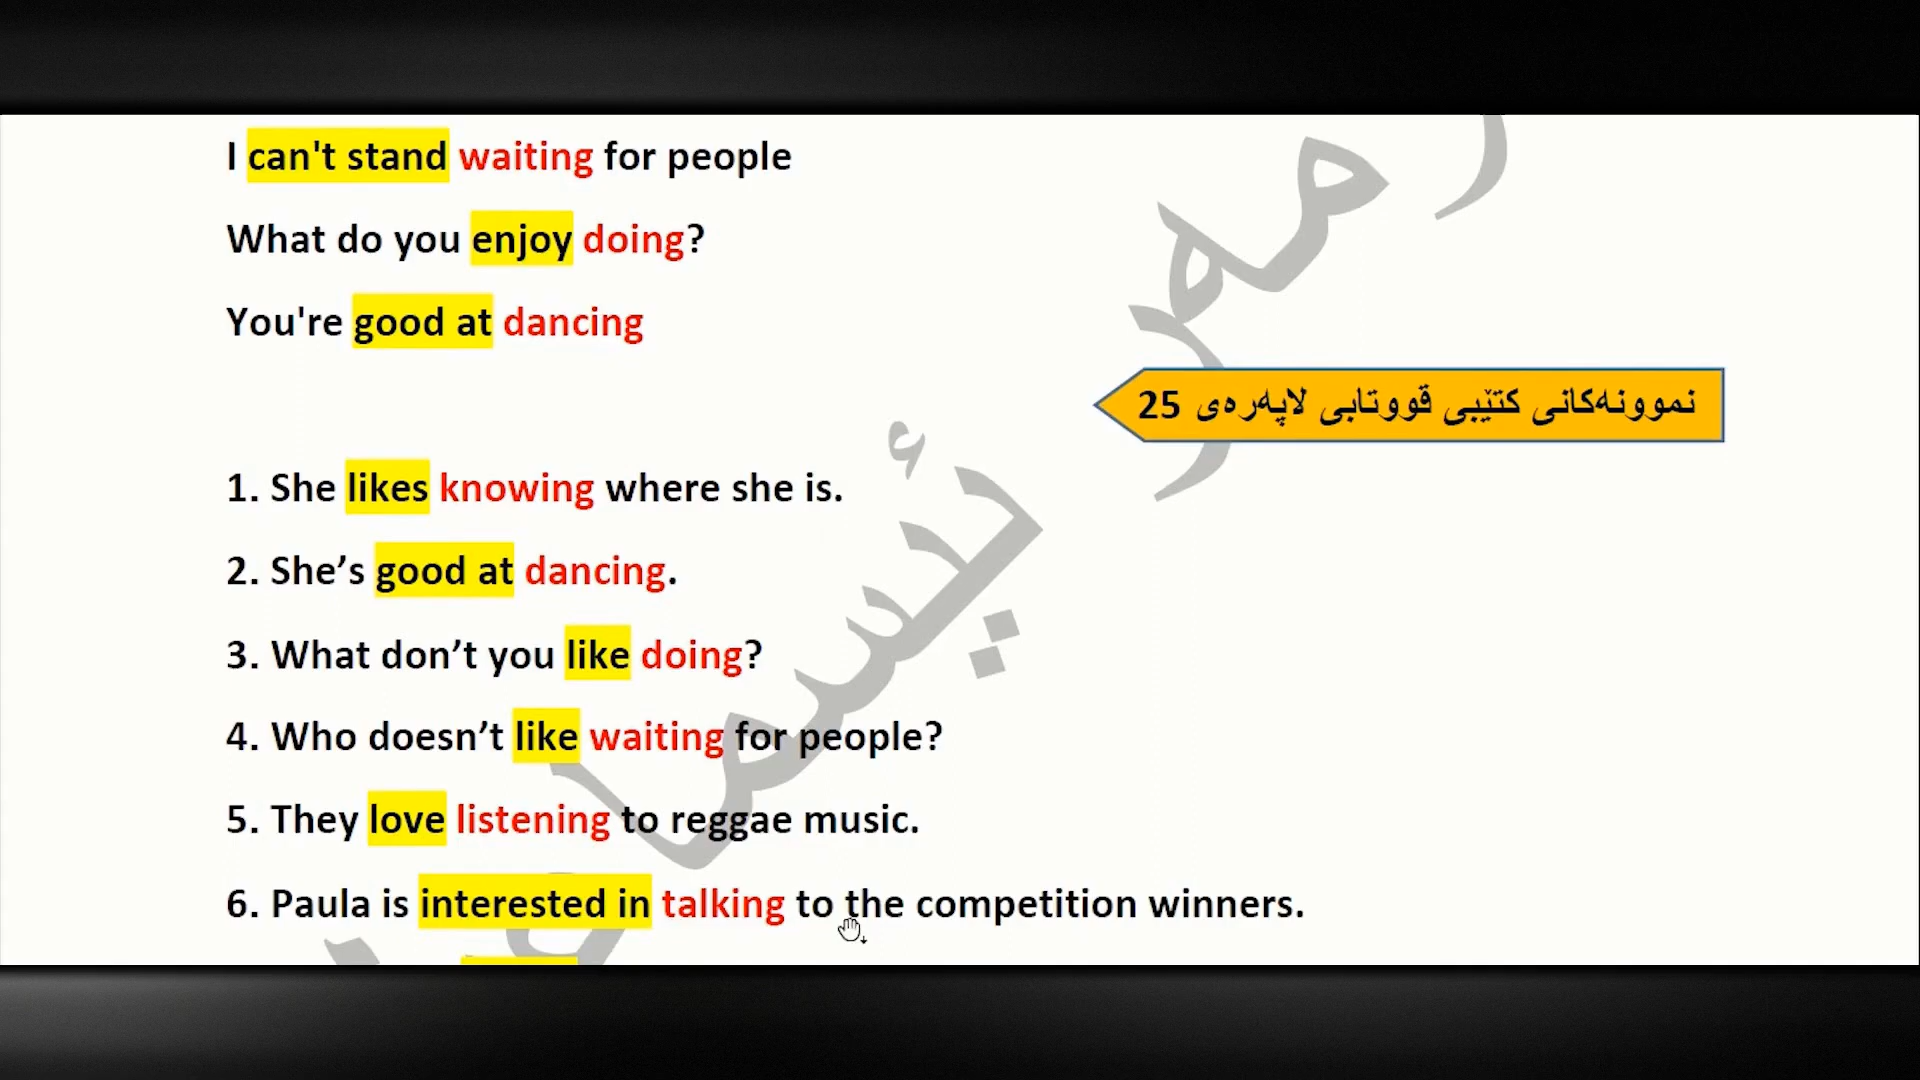 I can't stand waiting for people
What do you enjoy doing?
You're good at dancing
نموونەکانی کتێبی قووتابی لاپەرەی 25
1. She likes knowing where she is.
2. She’s good at dancing.
3. What don’t you like doing?
4. Who doesn’t like waiting for people?
5. They love listening to reggae music.
6. Paula is interested in talking to the competition winners.